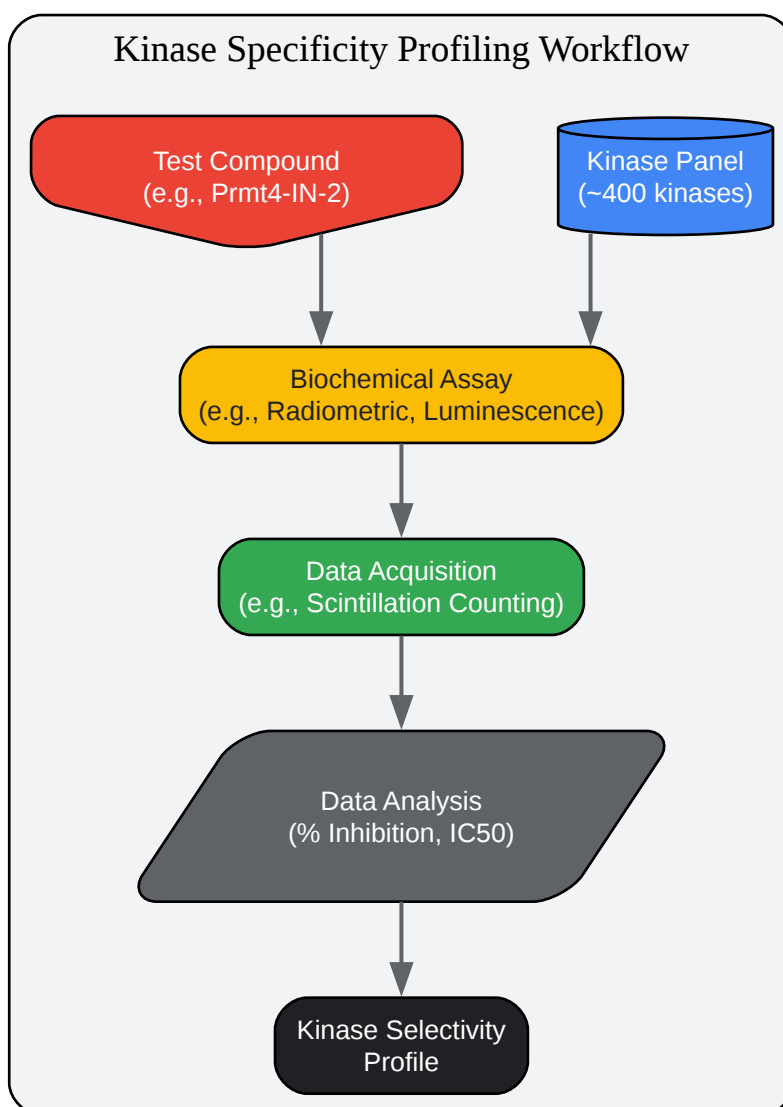 Kinase Specificity Profiling Workflow
Test Compound
(e.g., Prmt4-IN-2)
Kinase Panel
(~400 kinases)
Biochemical Assay
(e.g., Radiometric, Luminescence)
Data Acquisition
(e.g., Scintillation Counting)
Data Analysis
(% Inhibition, IC50)
Kinase Selectivity
Profile